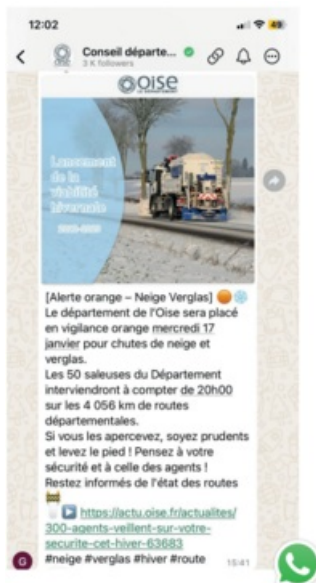 12:02
49
Conseil départe...
3 K followers
oise
LE DÉPARTEMENT
Lancement
de la
viabilité
hivernale
[Alerte orange – Neige Verglas] 🟠❄️
Le département de l'Oise sera placé
en vigilance orange mercredi 17
janvier pour chutes de neige et
verglas.
Les 50 saleuses du Département
interviendront à compter de 20h00
sur les 4 056 km de routes
départementales.
Si vous les apercevez, soyez prudents
et levez le pied ! Pensez à votre
sécurité et à celle des agents !
Restez informés de l'état des routes
https://actu.oise.fr/actualites/
300-agents-veillent-sur-votre-
securite-cet-hiver-63683
#neige #verglas #hiver #route
15:41
G